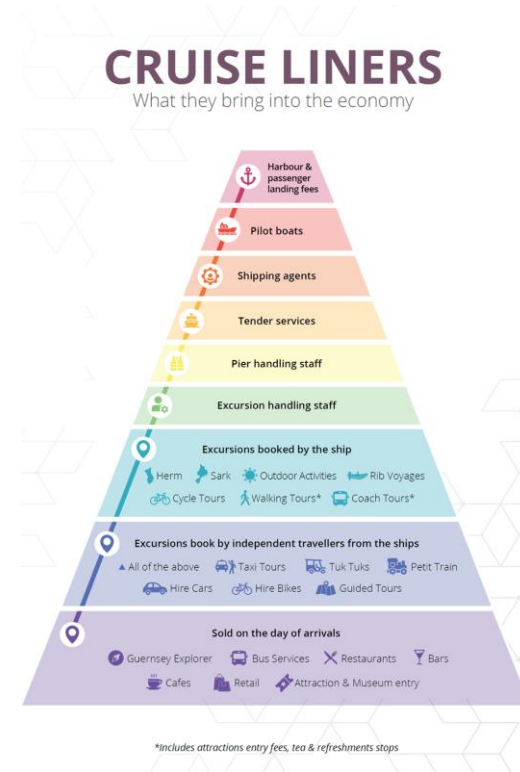 CRUISE LINERS
What they bring into the economy
Harbour &
passenger
landing fees
Pilot boats
Shipping agents
Tender services
Pier handling staff
Excursion handling staff
Excursions booked by the ship
Herm Sark Outdoor Activities Rib Voyages
Cycle Tours Walking Tours* Coach Tours*
Excursions book by independent travellers from the ships
All of the above Taxi Tours Tuk Tuks Petit Train
Hire Cars Hire Bikes Guided Tours
Sold on the day of arrivals
Guernsey Explorer Bus Services Restaurants Bars
Cafes Retail Attraction & Museum entry
*Includes attractions entry fees, tea & refreshments stops